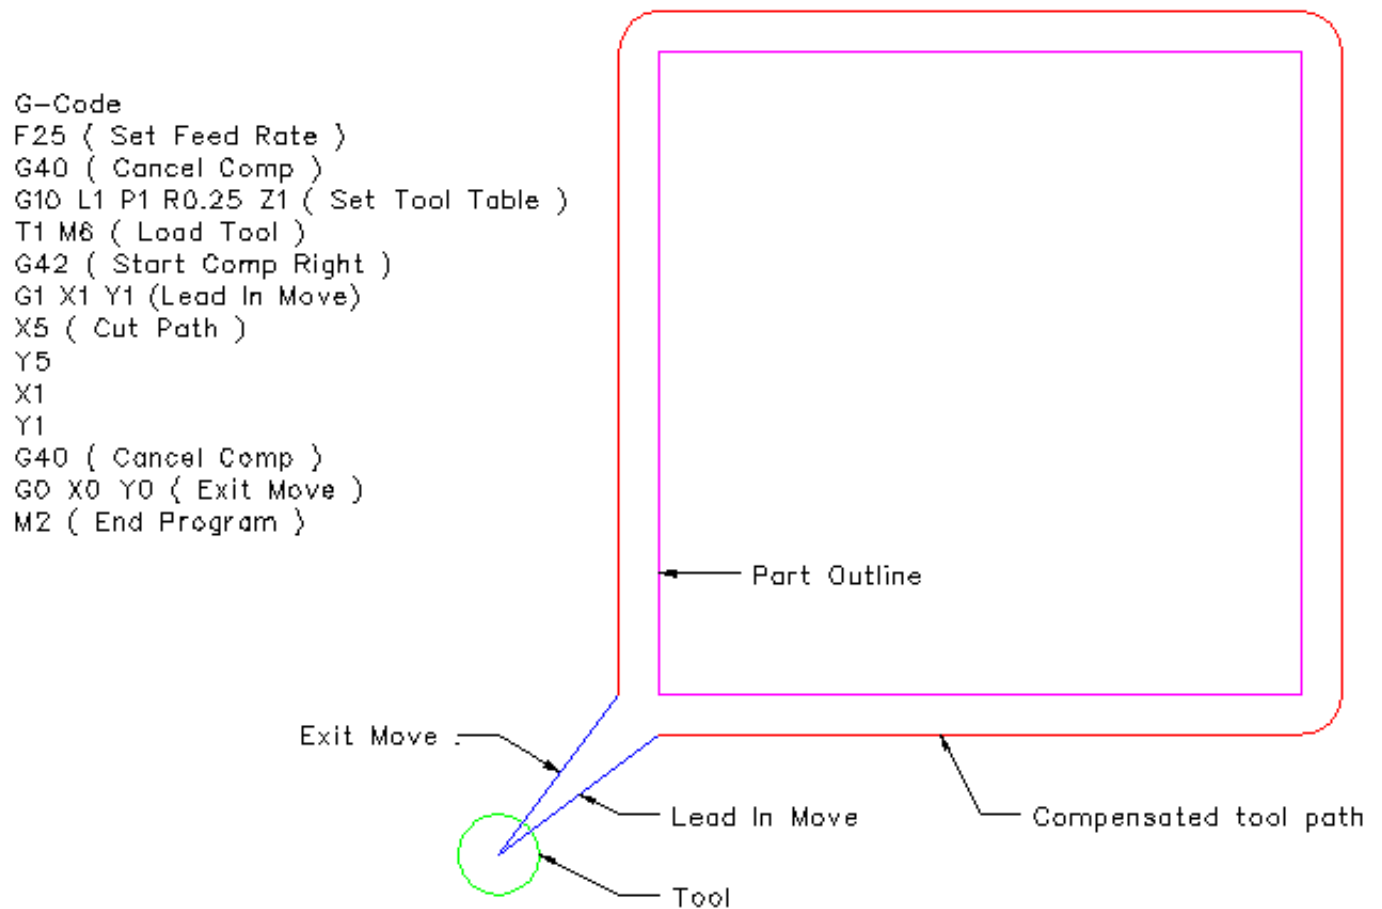 G-Code
F25 ( Set Feed Rate )
G40 ( Cancel Comp )
G10 L1 P1 R0.25 Z1 ( Set Tool Table )
T1 M6 ( Load Tool )
G42 ( Start Comp Right )
G1 X1 Y1 (Lead In Move)
X5 ( Cut Path )
Y5
X1
Y1
G40 ( Cancel Comp )
G0 X0 Y0 ( Exit Move )
M2 ( End Program )
Part Outline
Exit Move
Lead In Move
Compensated tool path
Tool